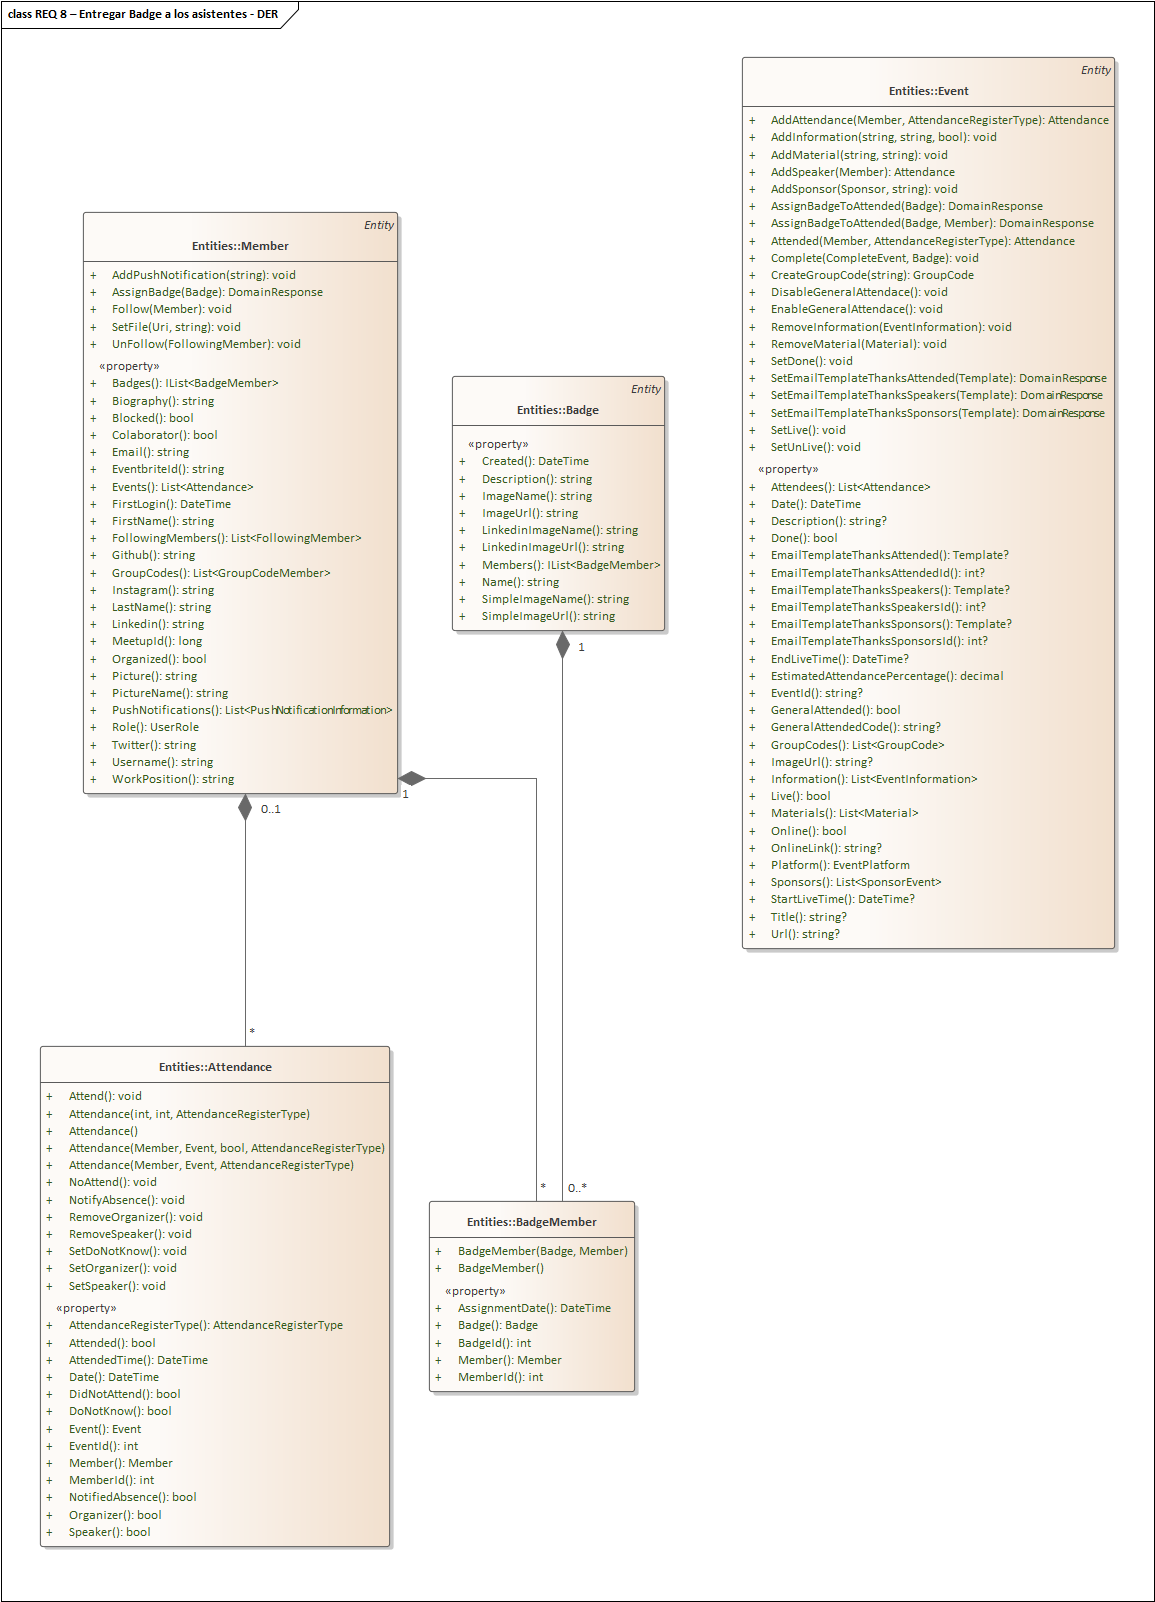 class REQ 8 – Entregar Badge a los asistentes - DER
Entity
Entities::Event
+ AddAttendance(Member, AttendanceRegisterType): Attendance
+ AddInformation(string, string, bool): void
+ AddMaterial(string, string): void
+ AddSpeaker(Member): Attendance
+ AddSponsor(Sponsor, string): void
+ AssignBadgeToAttended(Badge): DomainResponse
+ AssignBadgeToAttended(Badge, Member): DomainResponse
+ Attended(Member, AttendanceRegisterType): Attendance
+ Complete(CompleteEvent, Badge): void
+ CreateGroupCode(string): GroupCode
+ DisableGeneralAttendace(): void
+ EnableGeneralAttendace(): void
+ RemoveInformation(EventInformation): void
+ RemoveMaterial(Material): void
+ SetDone(): void
+ SetEmailTemplateThanksAttended(Template): DomainResponse
+ SetEmailTemplateThanksSpeakers(Template): DomainResponse
+ SetEmailTemplateThanksSponsors(Template): DomainResponse
+ SetLive(): void
+ SetUnLive(): void
«property»
+ Attendees(): List<Attendance>
+ Date(): DateTime
+ Description(): string?
+ Done(): bool
+ EmailTemplateThanksAttended(): Template?
+ EmailTemplateThanksAttendedId(): int?
+ EmailTemplateThanksSpeakers(): Template?
+ EmailTemplateThanksSpeakersId(): int?
+ EmailTemplateThanksSponsors(): Template?
+ EmailTemplateThanksSponsorsId(): int?
+ EndLiveTime(): DateTime?
+ EstimatedAttendancePercentage(): decimal
+ EventId(): string?
+ GeneralAttended(): bool
+ GeneralAttendedCode(): string?
+ GroupCodes(): List<GroupCode>
+ ImageUrl(): string?
+ Information(): List<EventInformation>
+ Live(): bool
+ Materials(): List<Material>
+ Online(): bool
+ OnlineLink(): string?
+ Platform(): EventPlatform
+ Sponsors(): List<SponsorEvent>
+ StartLiveTime(): DateTime?
+ Title(): string?
+ Url(): string?
Entity
Entities::Member
+ AddPushNotification(string): void
+ AssignBadge(Badge): DomainResponse
+ Follow(Member): void
+ SetFile(Uri, string): void
+ UnFollow(FollowingMember): void
«property»
+ Badges(): IList<BadgeMember>
+ Biography(): string
+ Blocked(): bool
+ Colaborator(): bool
+ Email(): string
+ EventbriteId(): string
+ Events(): List<Attendance>
+ FirstLogin(): DateTime
+ FirstName(): string
+ FollowingMembers(): List<FollowingMember>
+ Github(): string
+ GroupCodes(): List<GroupCodeMember>
+ Instagram(): string
+ LastName(): string
+ Linkedin(): string
+ MeetupId(): long
+ Organized(): bool
+ Picture(): string
+ PictureName(): string
+ PushNotifications(): List<PushNotificationInformation>
+ Role(): UserRole
+ Twitter(): string
+ Username(): string
+ WorkPosition(): string
Entity
Entities::Badge
«property»
+ Created(): DateTime
+ Description(): string
+ ImageName(): string
+ ImageUrl(): string
+ LinkedinImageName(): string
+ LinkedinImageUrl(): string
+ Members(): IList<BadgeMember>
+ Name(): string
+ SimpleImageName(): string
+ SimpleImageUrl(): string
1
1
0..1
*
* 0..*
Entities::Attendance
+ Attend(): void
+ Attendance(int, int, AttendanceRegisterType)
+ Attendance()
+ Attendance(Member, Event, bool, AttendanceRegisterType)
+ Attendance(Member, Event, AttendanceRegisterType)
+ NoAttend(): void
+ NotifyAbsence(): void
+ RemoveOrganizer(): void
+ RemoveSpeaker(): void
+ SetDoNotKnow(): void
+ SetOrganizer(): void
+ SetSpeaker(): void
«property»
+ AttendanceRegisterType(): AttendanceRegisterType
+ Attended(): bool
+ AttendedTime(): DateTime
+ Date(): DateTime
+ DidNotAttend(): bool
+ DoNotKnow(): bool
+ Event(): Event
+ EventId(): int
+ Member(): Member
+ MemberId(): int
+ NotifiedAbsence(): bool
+ Organizer(): bool
+ Speaker(): bool
Entities::BadgeMember
+ BadgeMember(Badge, Member)
+ BadgeMember()
«property»
+ AssignmentDate(): DateTime
+ Badge(): Badge
+ BadgeId(): int
+ Member(): Member
+ MemberId(): int